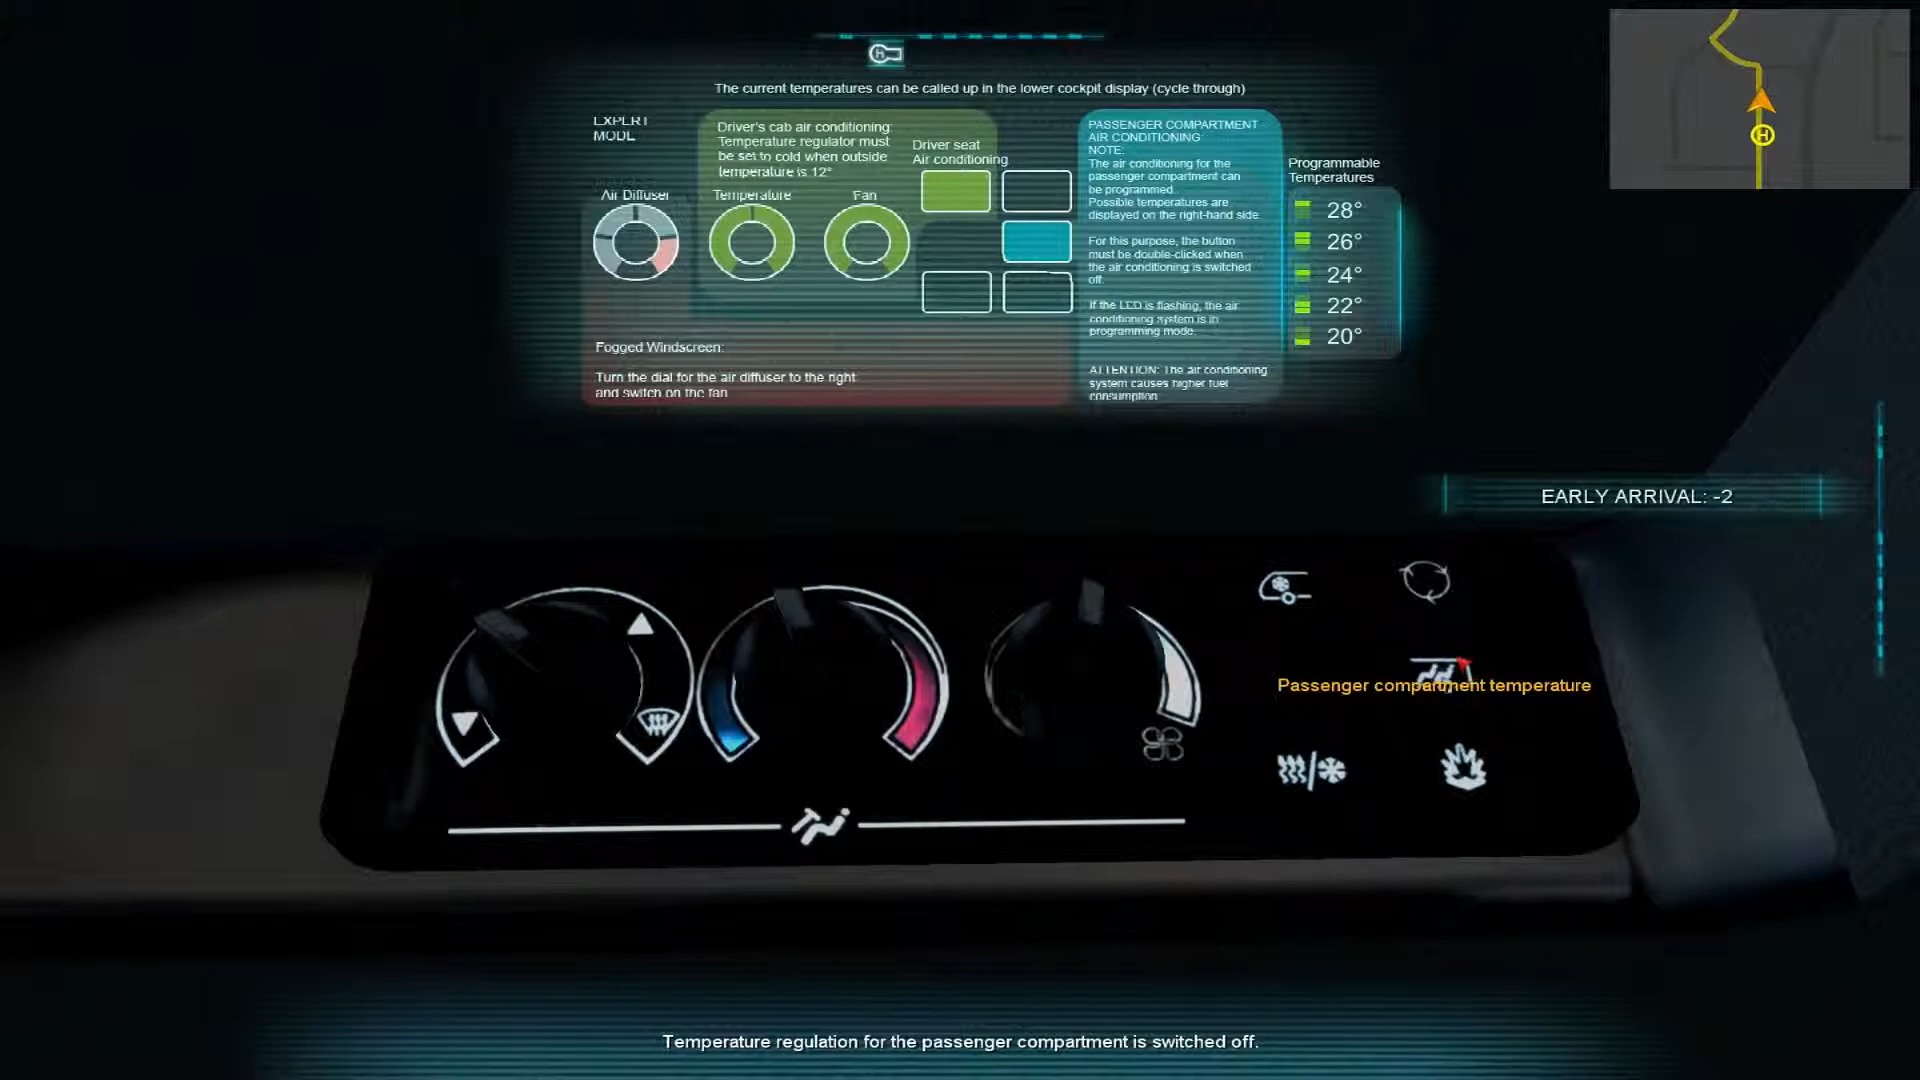 The current temperatures can be called up in the lower cockpit display (cycle through)
EXPERT
MODE
Driver's cab air conditioning:
Temperature regulator must
be set to cold when outside
temperature is 12°
Driver seat
Air conditioning
Air Diffuser
Temperature
Fan
Fogged Windscreen:
Turn the dial for the air diffuser to the right
and switch on the fan
PASSENGER COMPARTMENT
AIR CONDITIONING
NOTE:
The air conditioning for the
passenger compartment can
be programmed.
Possible temperatures are
displayed on the right-hand side.
For this purpose, the button
must be double-clicked when
the air conditioning is switched
off.
If the LED is flashing, the air
conditioning system is in
programming mode.
ATTENTION: The air conditioning
system causes higher fuel
consumption
Programmable
Temperatures
28°
26°
24°
22°
20°
H
H
EARLY ARRIVAL: -2
Passenger compartment temperature
Temperature regulation for the passenger compartment is switched off.